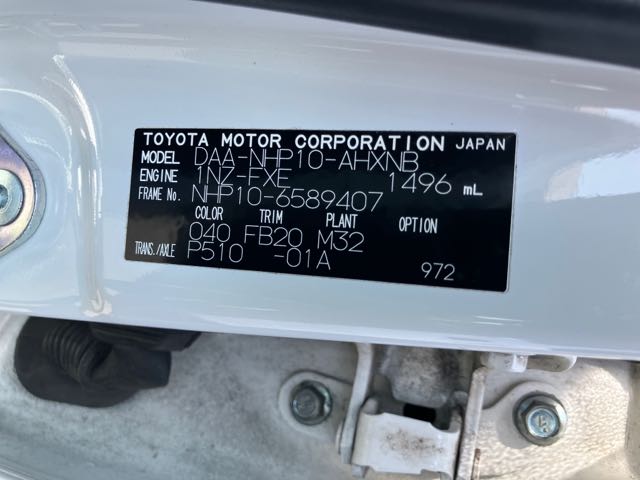 TOYOTA MOTOR CORPORATION JAPAN
MODEL DAA-NHP10-AHXNB
ENGINE 1NZ-FXE 1496 mL
FRAME No. NHP10-6589407
COLOR TRIM PLANT OPTION
040 FB20 M32
TRANS./AXLE P510 -01A
972